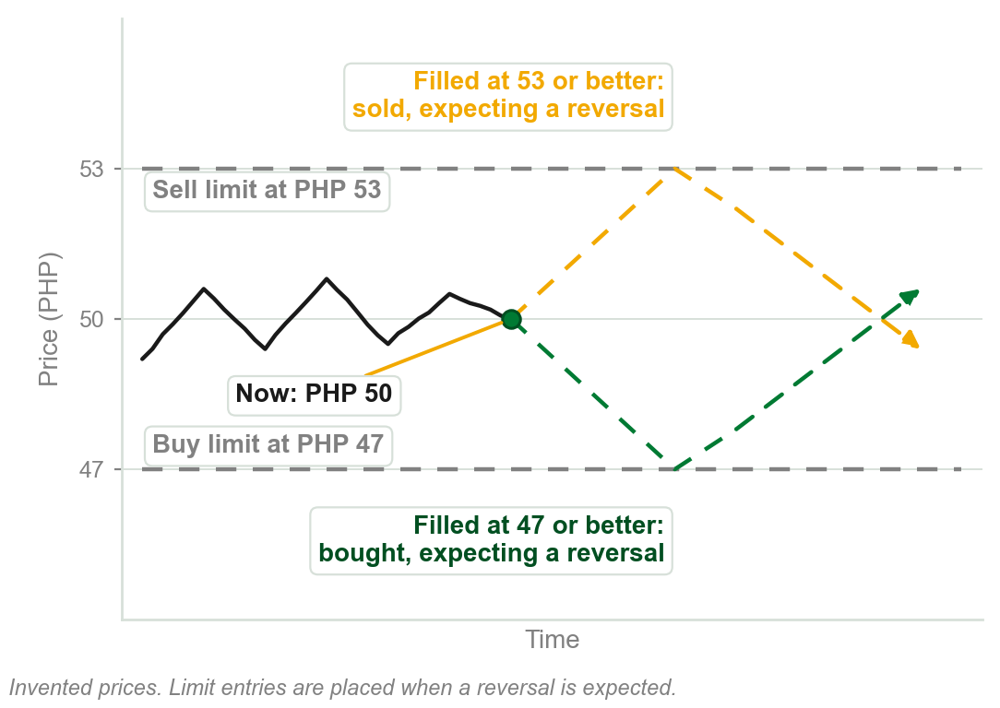 Filled at 53 or better:
sold, expecting a reversal
53
Sell limit at PHP 53
Price (PHP)
50
Now: PHP 50
Buy limit at PHP 47
47
Filled at 47 or better:
bought, expecting a reversal
Time
Invented prices. Limit entries are placed when a reversal is expected.